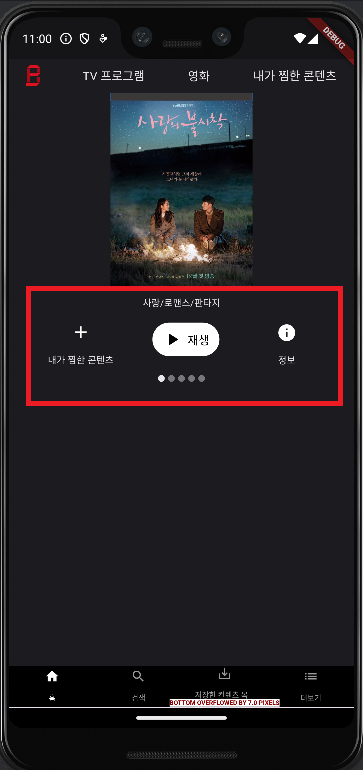 11:00
DEBUG
B
TV 프로그램
영화
내가 찜한 콘텐츠
사랑의 불시착
사랑/로맨스/판타지
내가 찜한 콘텐츠
재생
정보
홈
검색
저장한 컨텐츠 목
더보기
BOTTOM OVERFLOWED BY 7.0 PIXELS